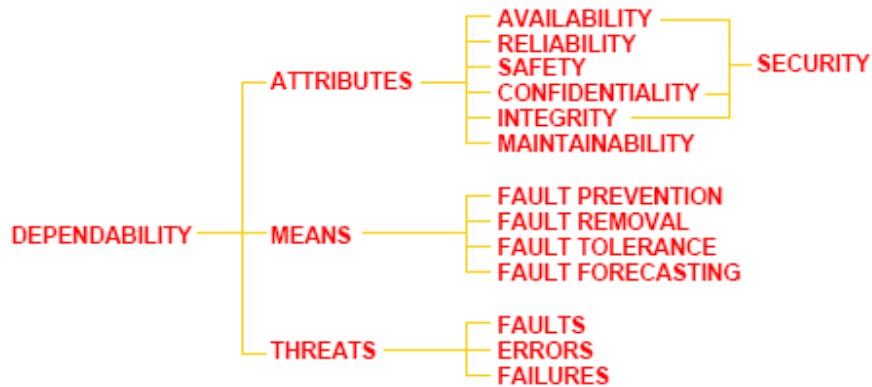 AVAILABILITY
RELIABILITY
SAFETY
SECURITY
ATTRIBUTES
CONFIDENTIALITY
INTEGRITY
MAINTAINABILITY
FAULT PREVENTION
FAULT REMOVAL
DEPENDABILITY
MEANS
FAULT TOLERANCE
FAULT FORECASTING
FAULTS
THREATS
ERRORS
FAILURES